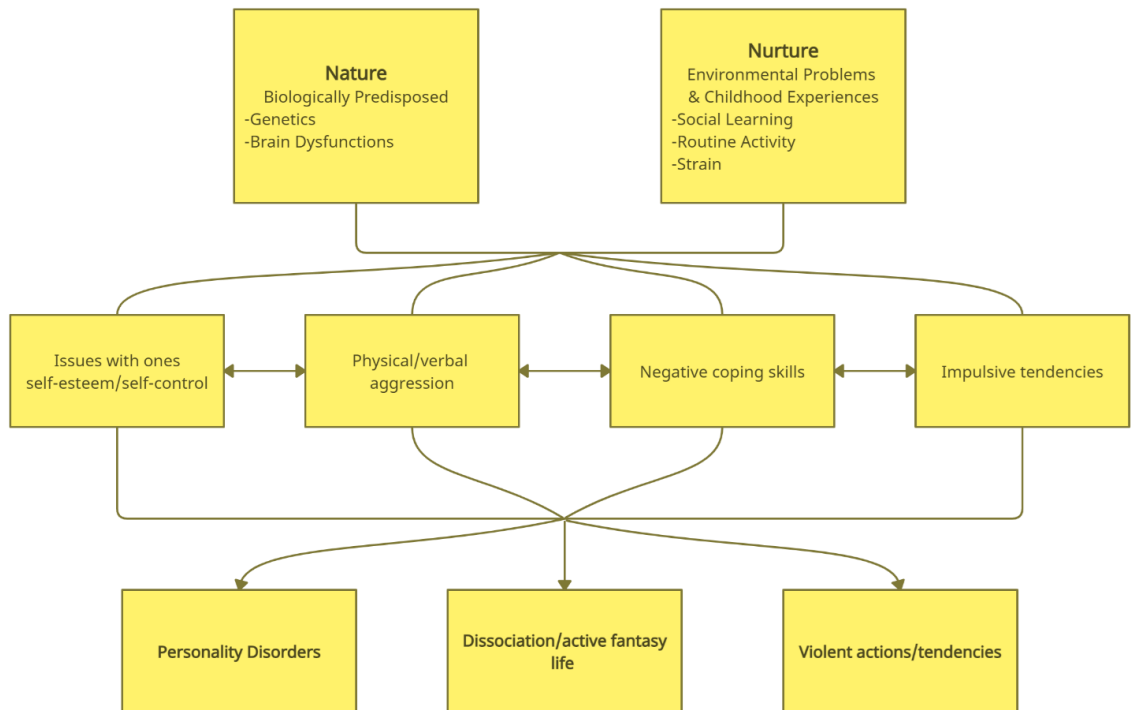 Nature
Biologically Predisposed
-Genetics
-Brain Dysfunctions
Nurture
Environmental Problems
& Childhood Experiences
-Social Learning
-Routine Activity
-Strain
Issues with ones
self-esteem/self-control
Physical/verbal
aggression
Negative coping skills
Impulsive tendencies
Personality Disorders
Dissociation/active fantasy
life
Violent actions/tendencies